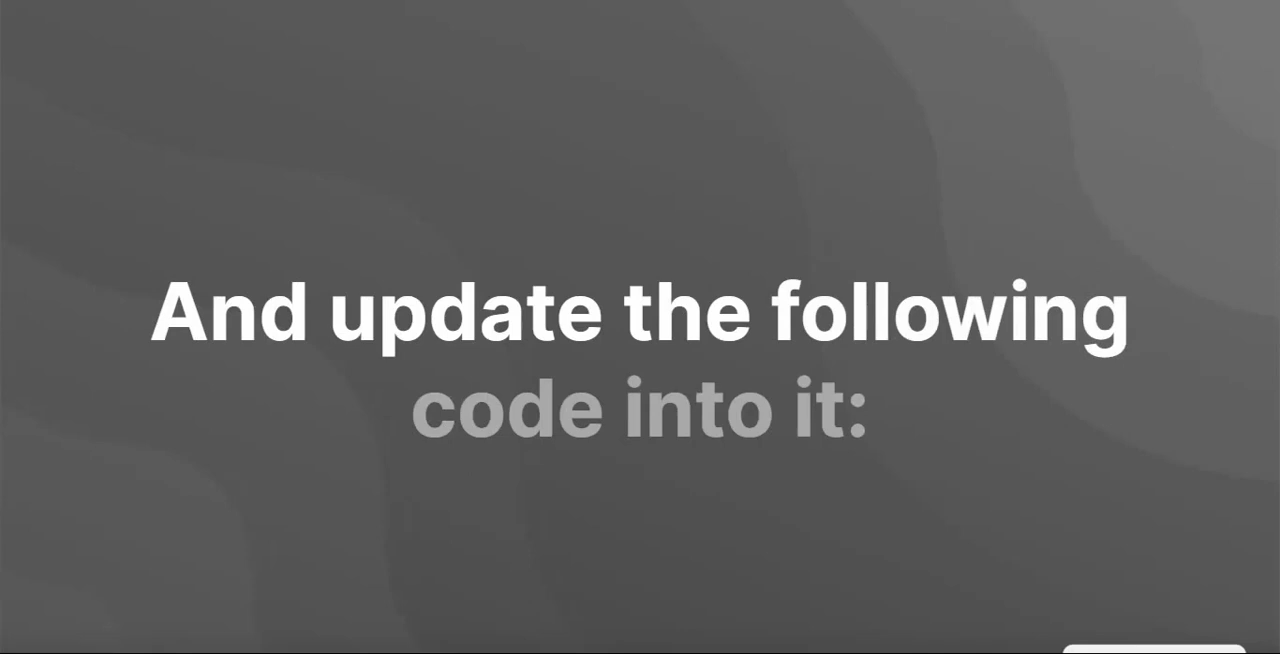 And update the following
code into it: